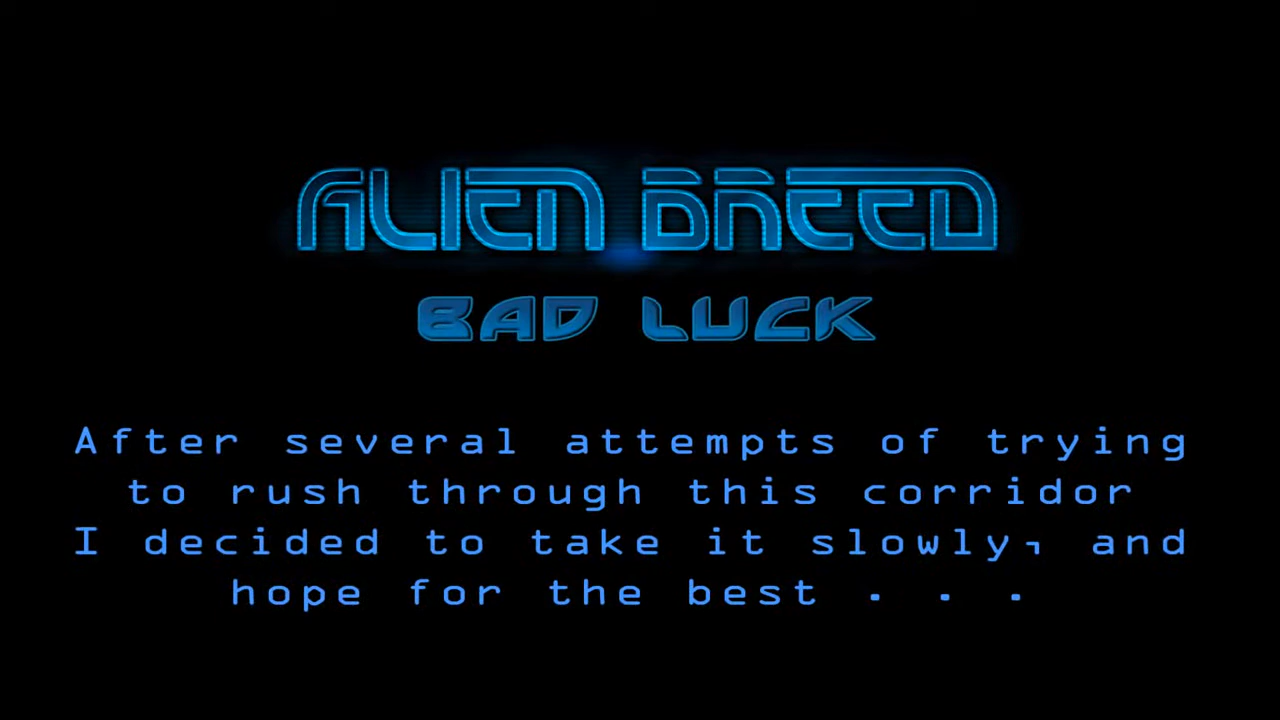 ALIEN BREED
BAD LUCK
After several attempts of trying
to rush through this corridor
I decided to take it slowly, and
hope for the best . . .